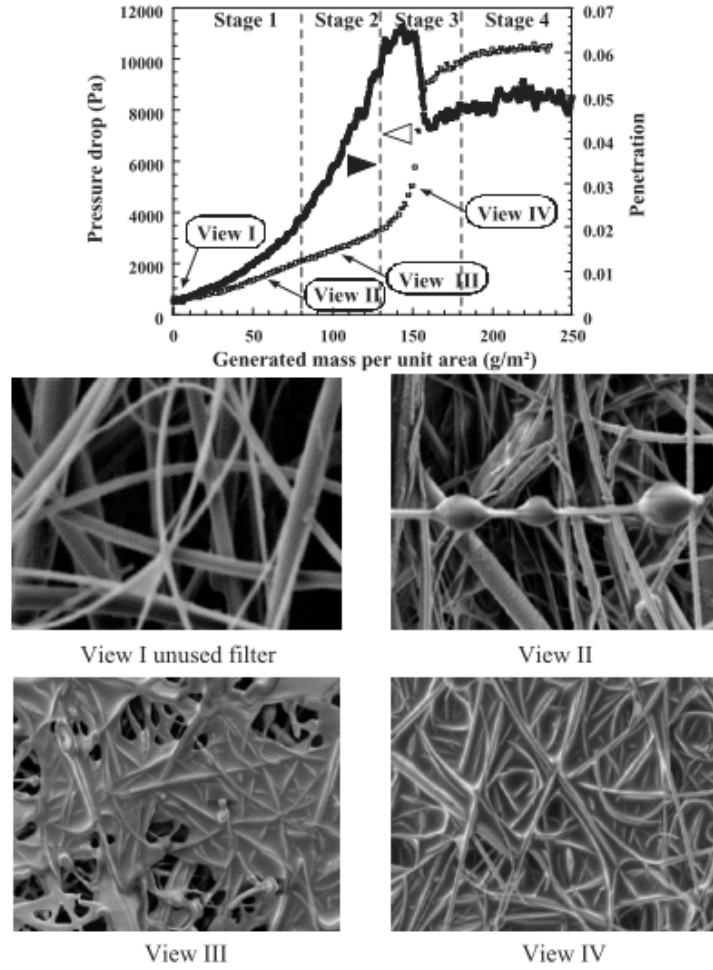 Stage 1 Stage 2 Stage 3 Stage 4
12000
10000
8000
6000
4000
2000
0
Pressure drop (Pa)
0.07
0.06
0.05
0.04
0.03
0.02
0.01
0
Penetration
View I
View II
View III
View IV
0 50 100 150 200 250
Generated mass per unit area (g/m²)
View I unused filter
View II
View III
View IV